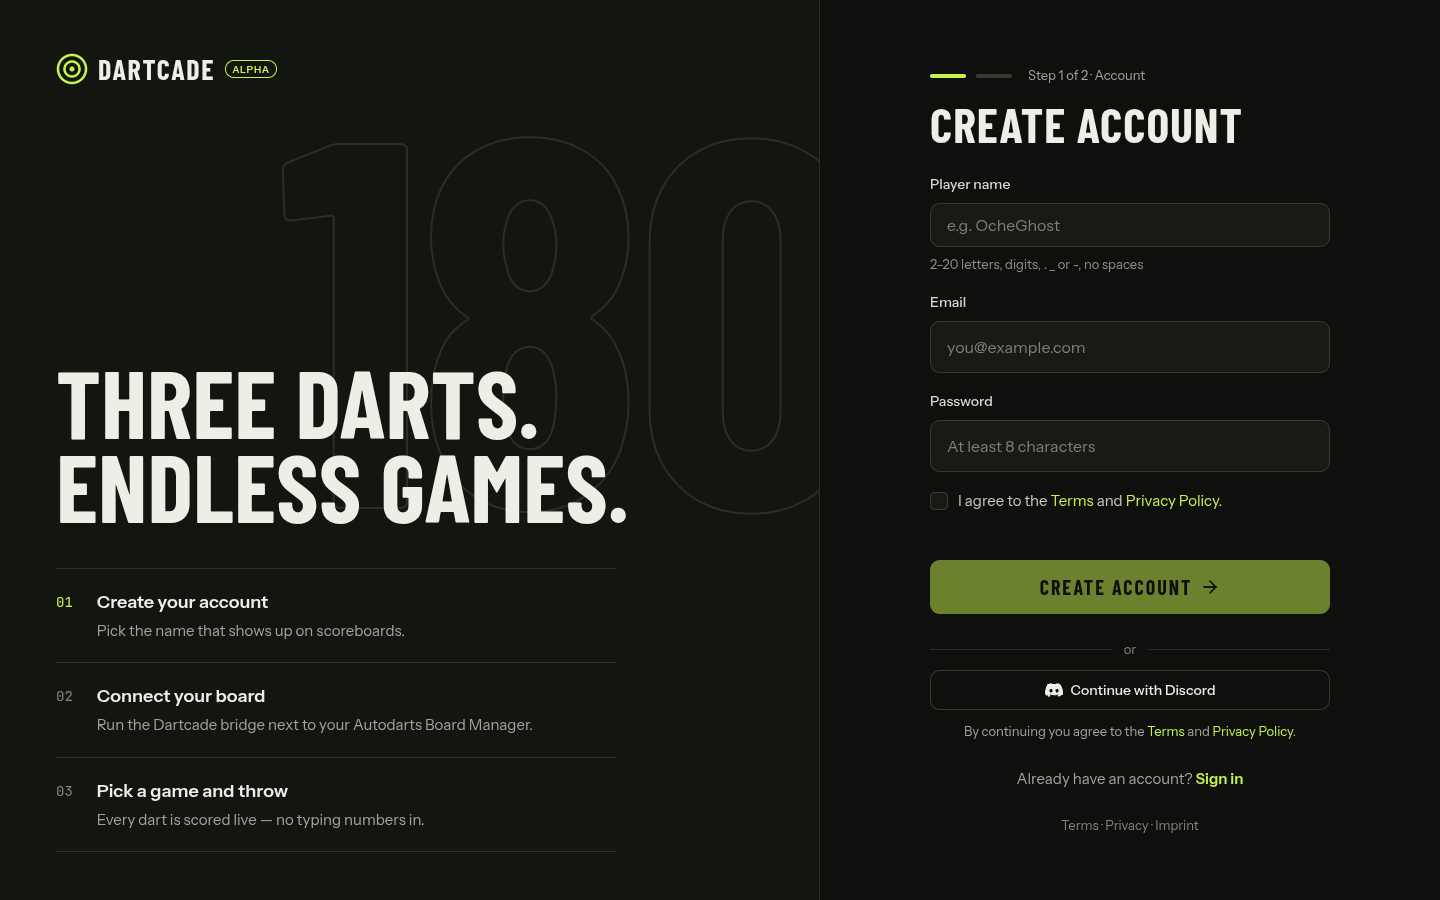 DARTCADE ALPHA
180
THREE DARTS.
ENDLESS GAMES.
01 Create your account
Pick the name that shows up on scoreboards.
02 Connect your board
Run the Dartcade bridge next to your Autodarts Board Manager.
03 Pick a game and throw
Every dart is scored live — no typing numbers in.
Step 1 of 2 · Account
CREATE ACCOUNT
Player name
e.g. OcheGhost
2–20 letters, digits, . _ or -, no spaces
Email
you@example.com
Password
At least 8 characters
I agree to the Terms and Privacy Policy.
CREATE ACCOUNT →
or
Continue with Discord
By continuing you agree to the Terms and Privacy Policy.
Already have an account? Sign in
Terms · Privacy · Imprint